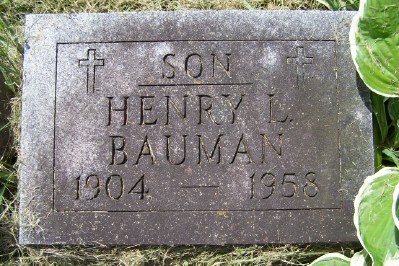 SON
HENRY L.
BAUMAN
1904 — 1958